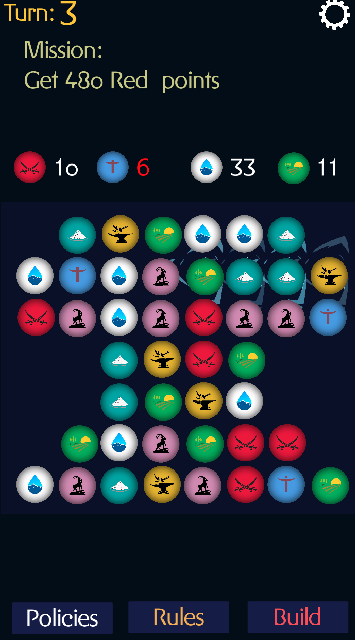 Turn: 3
Mission:
Get 480 Red points
10 6 33 11
Policies Rules Build